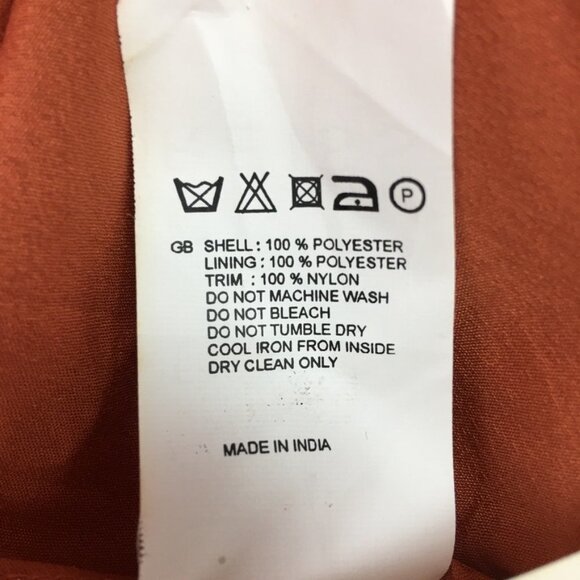 P
GB SHELL : 100 % POLYESTER
LINING : 100 % POLYESTER
TRIM : 100 % NYLON
DO NOT MACHINE WASH
DO NOT BLEACH
DO NOT TUMBLE DRY
COOL IRON FROM INSIDE
DRY CLEAN ONLY
MADE IN INDIA